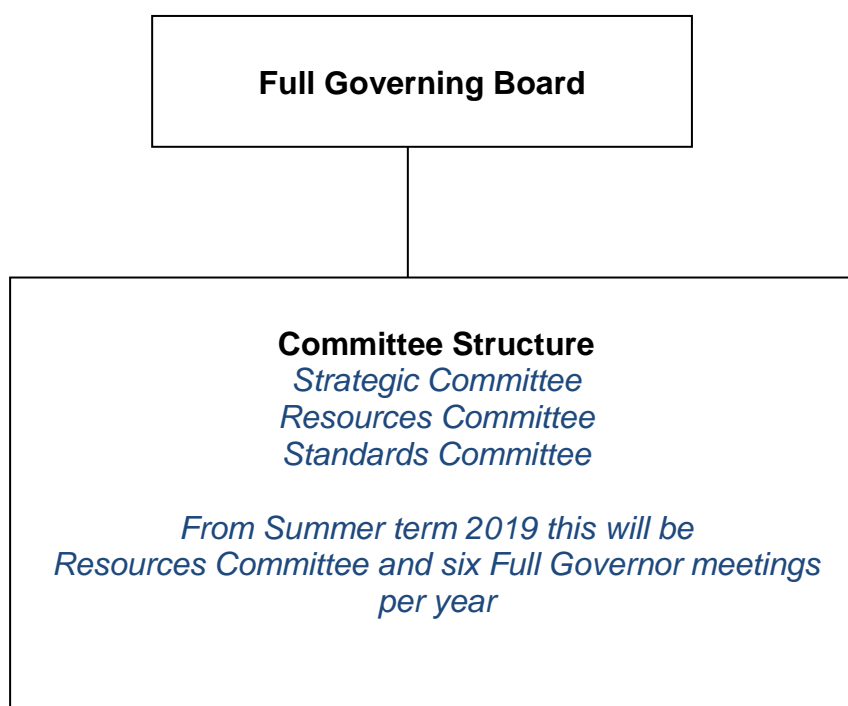 Full Governing Board
Committee Structure
Strategic Committee
Resources Committee
Standards Committee
From Summer term 2019 this will be
Resources Committee and six Full Governor meetings
per year